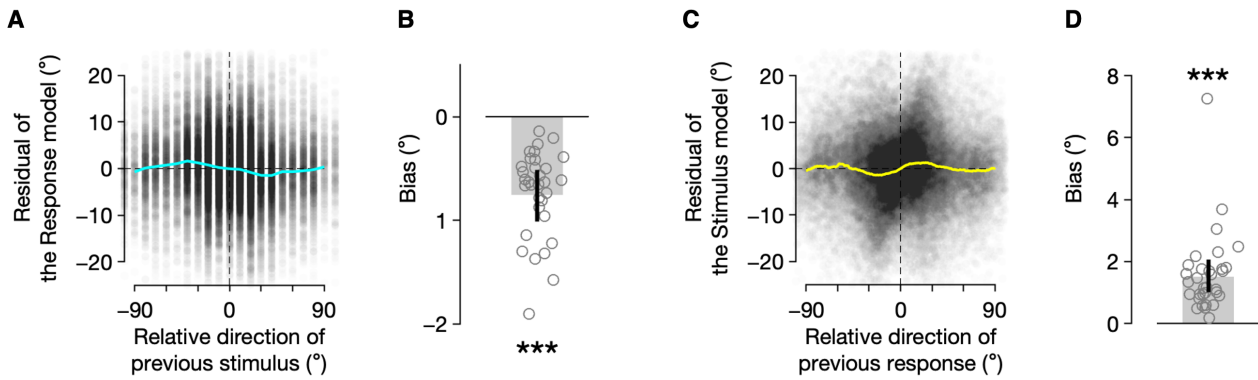 A
Residual of
the Response model (°)
20
10
0
−10
−20
−90
0
90
Relative direction of
previous stimulus (°)
B
Bias (°)
0
1
−2
***
C
Residual of
the Stimulus model (°)
20
10
0
−10
−20
−90
0
90
Relative direction of
previous response (°)
D
Bias (°)
8
6
4
2
0
***